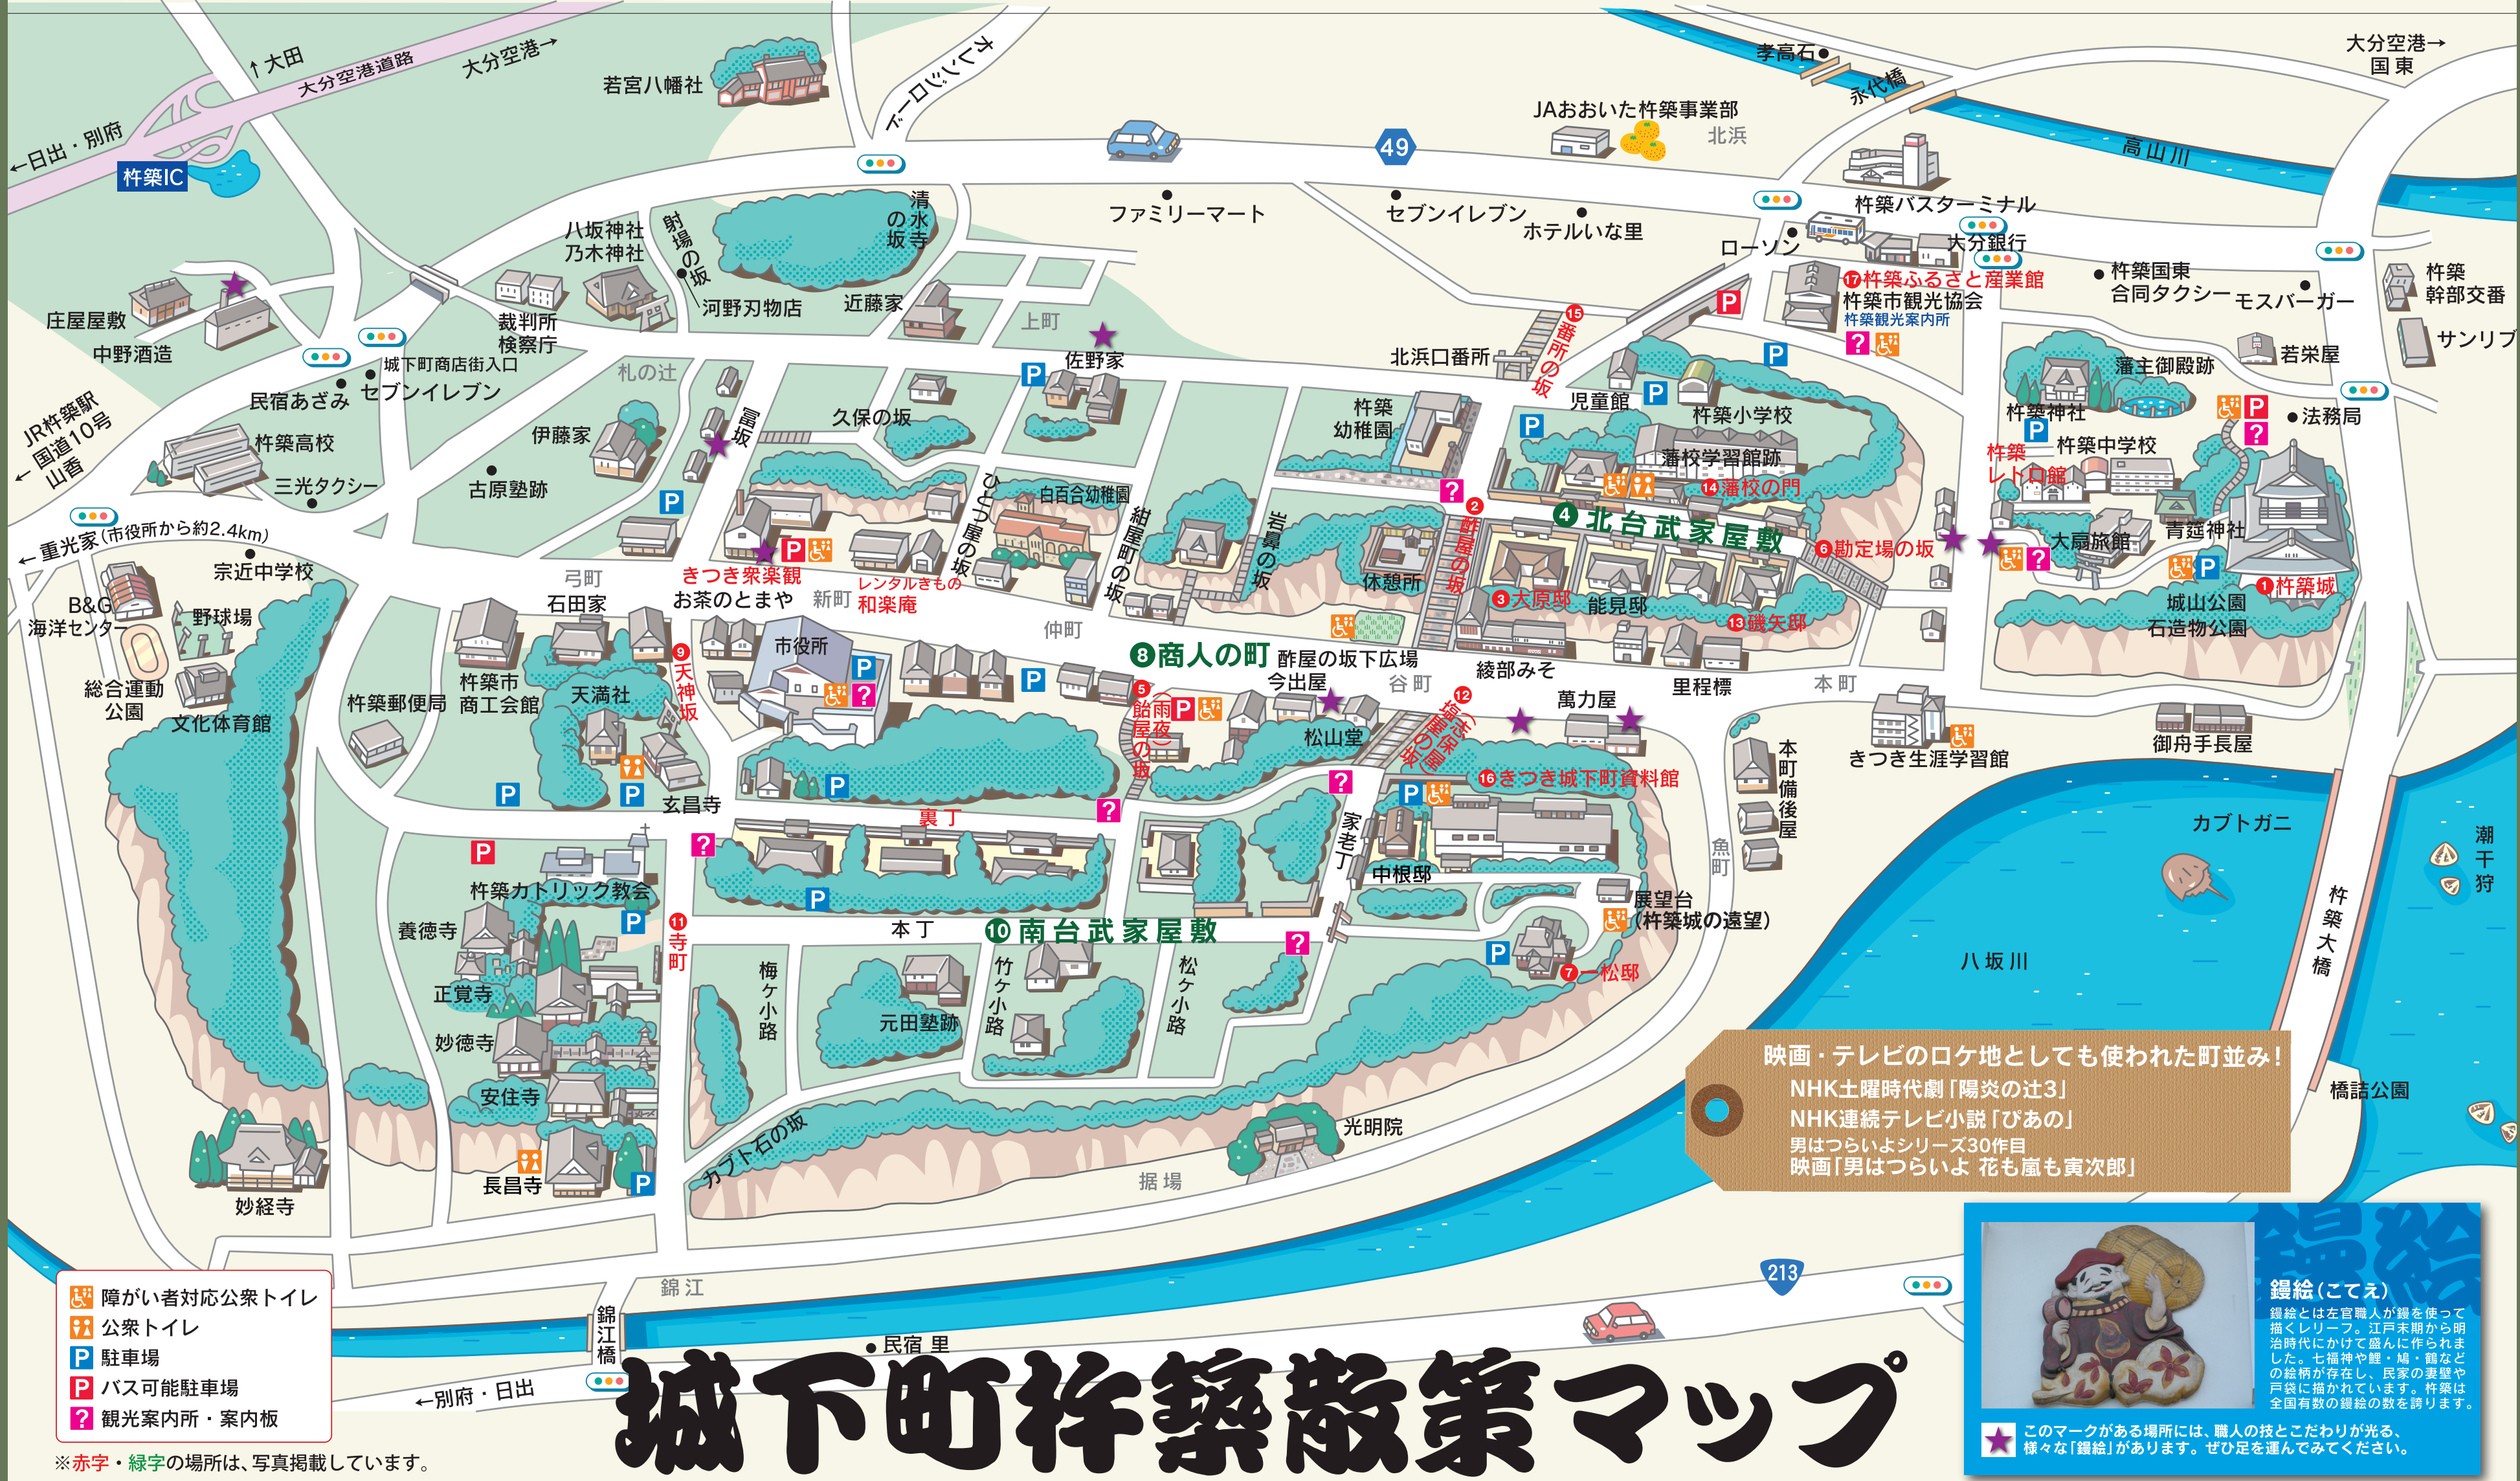 城下町杵築散策マップ
↑大田
大分空港道路
大分空港→
←日出・別府
杵築IC
若宮八幡社
オレンジロード
49
JAおおいた杵築事業部
北浜
孝高石
永代橋
高山川
大分空港→
国東
ファミリーマート
セブンイレブン
ホテルいな里
杵築バスターミナル
ローソン
大分銀行
⑰杵築ふるさと産業館
杵築市観光協会
杵築観光案内所
杵築国東
合同タクシー
モスバーガー
杵築
幹部交番
サンリブ
若栄屋
法務局
庄屋屋敷
中野酒造
八坂神社
乃木神社
射場の坂
河野刃物店
清水寺の坂
近藤家
裁判所
検察庁
城下町商店街入口
セブンイレブン
民宿あざみ
札の辻
上町
佐野家
北浜口番所
⑮番所の坂
児童館
杵築小学校
藩校学習館跡
⑭藩校の門
藩主御殿跡
杵築神社
杵築中学校
杵築
レトロ館
JR杵築駅
国道10号
←山香
杵築高校
三光タクシー
伊藤家
古原塾跡
富坂
久保の坂
杵築
幼稚園
ひとつ屋の坂
白百合幼稚園
紺屋町の坂
岩鼻の坂
休憩所
②酢屋の坂
④北台武家屋敷
⑥勘定場の坂
大扇旅館
青莚神社
①杵築城
城山公園
石造物公園
←重光家(市役所から約2.4km)
宗近中学校
B&G
海洋センター
野球場
総合運動
公園
文化体育館
弓町
石田家
きつき衆楽観
お茶のとまや
レンタルきもの
和楽庵
新町
仲町
③大原邸
能見邸
⑬磯矢邸
杵築郵便局
杵築市
商工会館
天満社
⑨天神坂
市役所
⑧商人の町
酢屋の坂下広場
今出屋
谷町
綾部みそ
里程標
本町
萬力屋
⑤飴屋の坂
(雨夜)
松山堂
⑫塩屋の坂
(志保屋)
⑯きつき城下町資料館
本町備後屋
きつき生涯学習館
御舟手長屋
玄昌寺
裏丁
家老丁
中根邸
魚町
展望台
(杵築城の遠望)
⑦一松邸
杵築カトリック教会
養徳寺
正覚寺
妙徳寺
安住寺
長昌寺
妙経寺
⑪寺町
本丁
⑩南台武家屋敷
梅ヶ小路
元田塾跡
竹ヶ小路
松ヶ小路
カブト石の坂
光明院
据場
カブトガニ
潮干狩
八坂川
杵築大橋
橋詰公園
錦江
錦江橋
民宿 里
←別府・日出
213
映画・テレビのロケ地としても使われた町並み!
NHK土曜時代劇「陽炎の辻3」
NHK連続テレビ小説「ぴあの」
男はつらいよシリーズ30作目
映画「男はつらいよ 花も嵐も寅次郎」
鏝絵
鏝絵(こてえ)
鏝絵とは左官職人が鏝を使って
描くレリーフ。江戸末期から明
治時代にかけて盛んに作られま
した。七福神や鯉・鳩・鶴など
の絵柄が存在し、民家の妻壁や
戸袋に描かれています。杵築は
全国有数の鏝絵の数を誇ります。
このマークがある場所には、職人の技とこだわりが光る、
様々な「鏝絵」があります。ぜひ足を運んでみてください。
障がい者対応公衆トイレ
公衆トイレ
P 駐車場
P バス可能駐車場
? 観光案内所・案内板
※赤字・緑字の場所は、写真掲載しています。